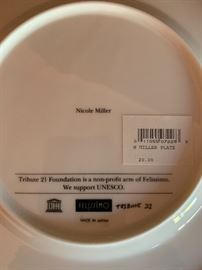 Nicole Miller
N MILLER PLATE
20.00
Tribute 21 Foundation is a non-profit arm of Felissimo.
We support UNESCO.
FELISSIMO
TRIBUTE 21
MADE IN JAPAN